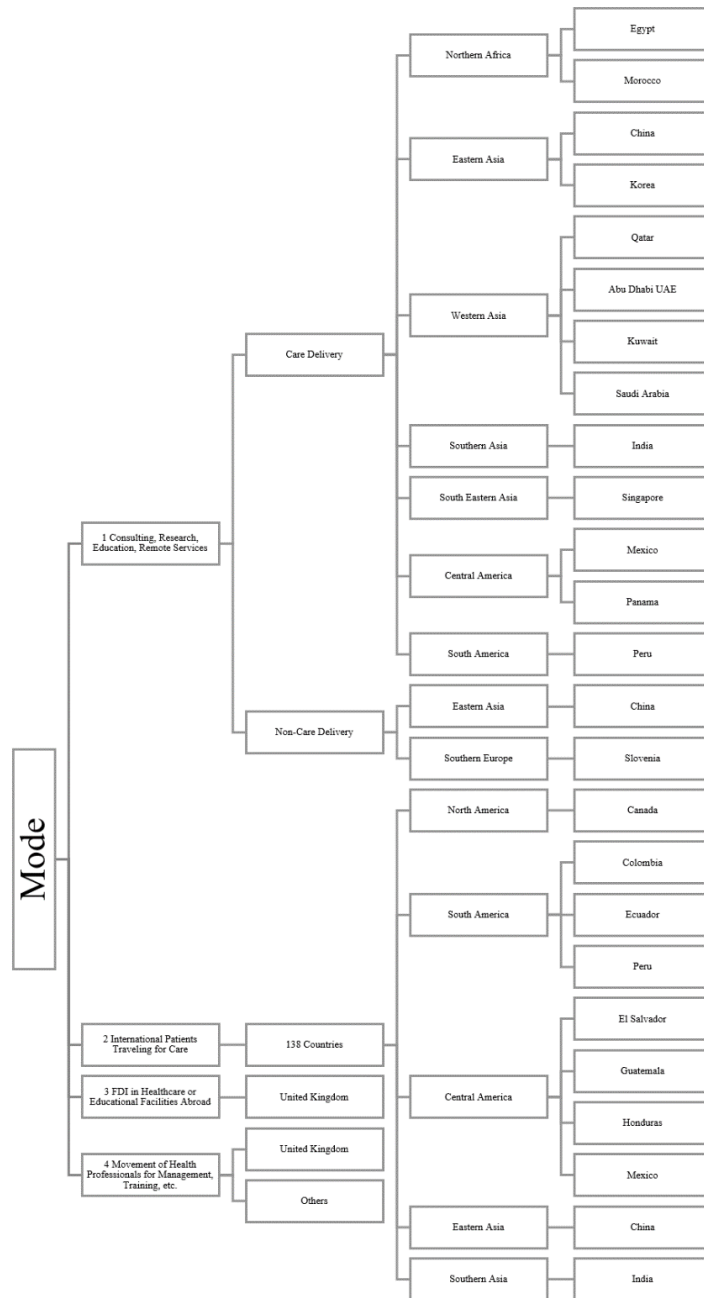 Mode
1 Consulting, Research,
Education, Remote Services
Care Delivery
Northern Africa
Egypt
Morocco
Eastern Asia
China
Korea
Western Asia
Qatar
Abu Dhabi UAE
Kuwait
Saudi Arabia
Southern Asia
India
South Eastern Asia
Singapore
Central America
Mexico
Panama
South America
Peru
Non-Care Delivery
Eastern Asia
China
Southern Europe
Slovenia
2 International Patients
Traveling for Care
138 Countries
North America
Canada
South America
Colombia
Ecuador
Peru
Central America
El Salvador
Guatemala
Honduras
Mexico
Eastern Asia
China
Southern Asia
India
3 FDI in Healthcare or
Educational Facilities Abroad
United Kingdom
4 Movement of Health
Professionals for Management,
Training, etc.
United Kingdom
Others